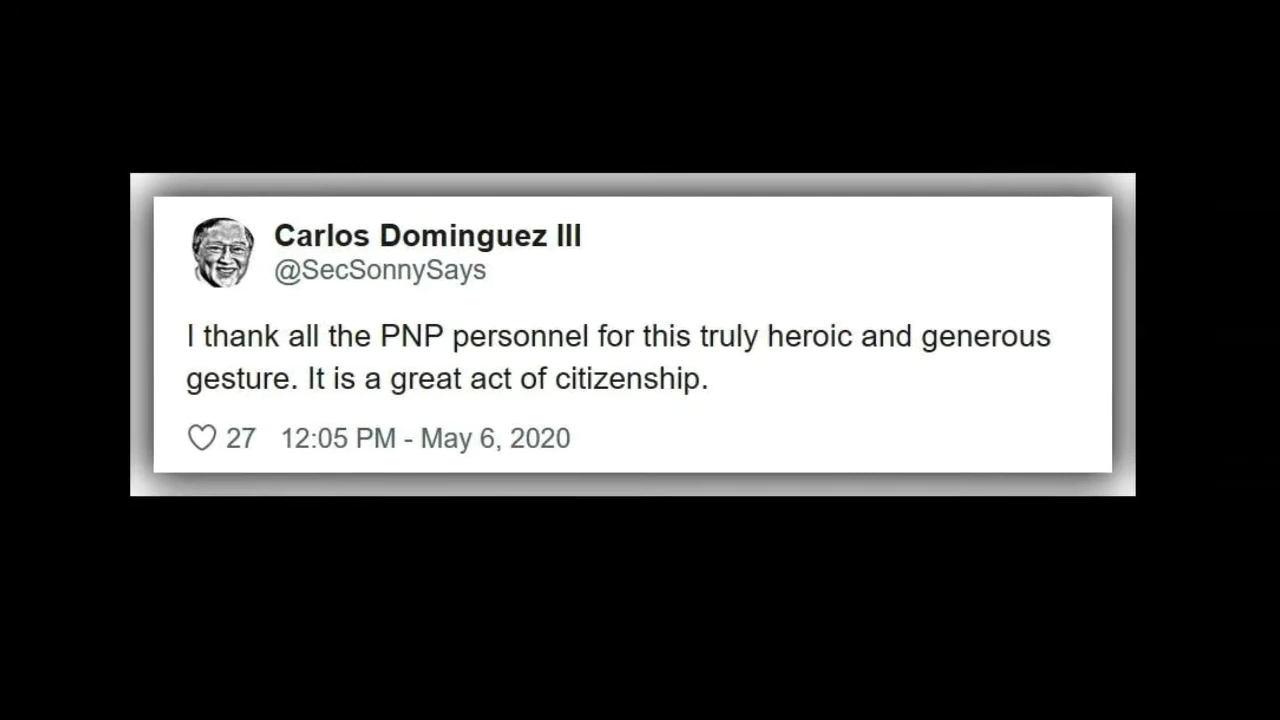 Carlos Dominguez III
@SecSonnySays
I thank all the PNP personnel for this truly heroic and generous
gesture. It is a great act of citizenship.
27 12:05 PM - May 6, 2020